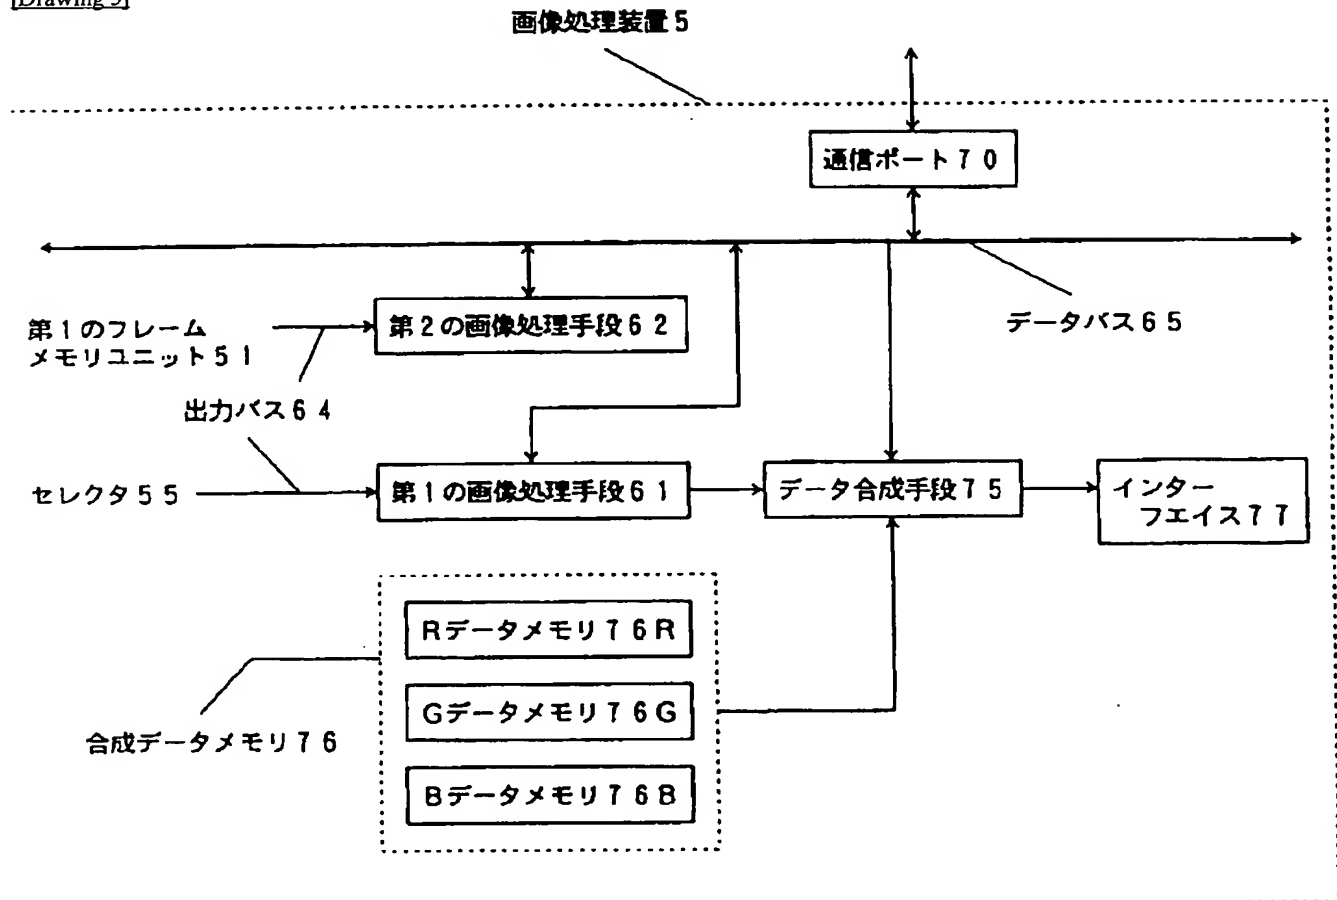 [Drawing 5]
画像処理装置5
通信ポート70
第2の画像処理手段62
データバス65
第1のフレーム
メモリユニット51
出力バス64
セレクタ55
第1の画像処理手段61
データ合成手段75
インター
フェイス77
Rデータメモリ76R
Gデータメモリ76G
合成データメモリ76
Bデータメモリ76B